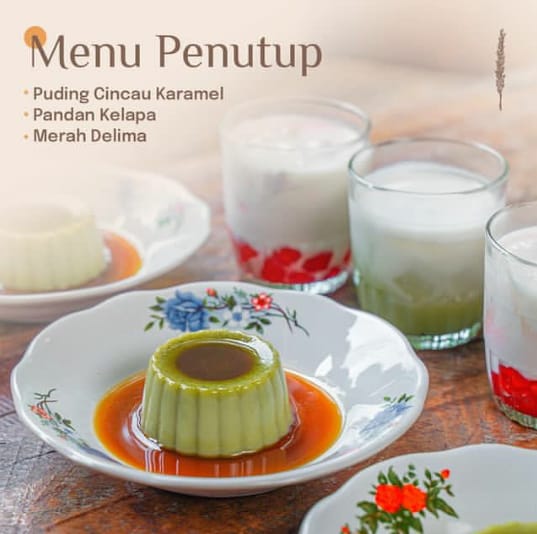 Menu Penutup
• Puding Cincau Karamel
• Pandan Kelapa
• Merah Delima